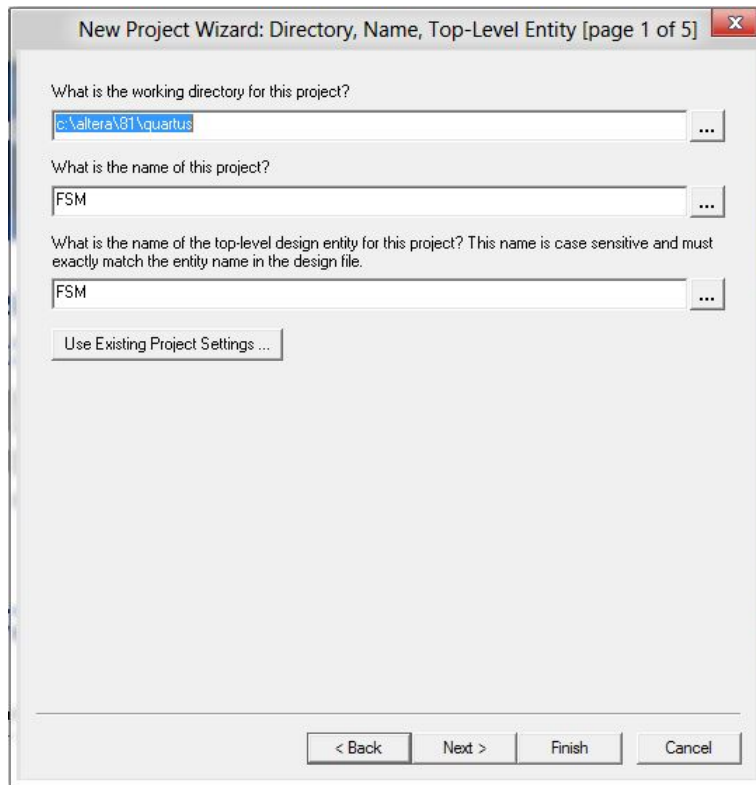 New Project Wizard: Directory, Name, Top-Level Entity [page 1 of 5]
x
What is the working directory for this project?
c:\altera\81\quartus
...
What is the name of this project?
FSM
...
What is the name of the top-level design entity for this project? This name is case sensitive and must
exactly match the entity name in the design file.
FSM
...
Use Existing Project Settings ...
< Back
Next >
Finish
Cancel